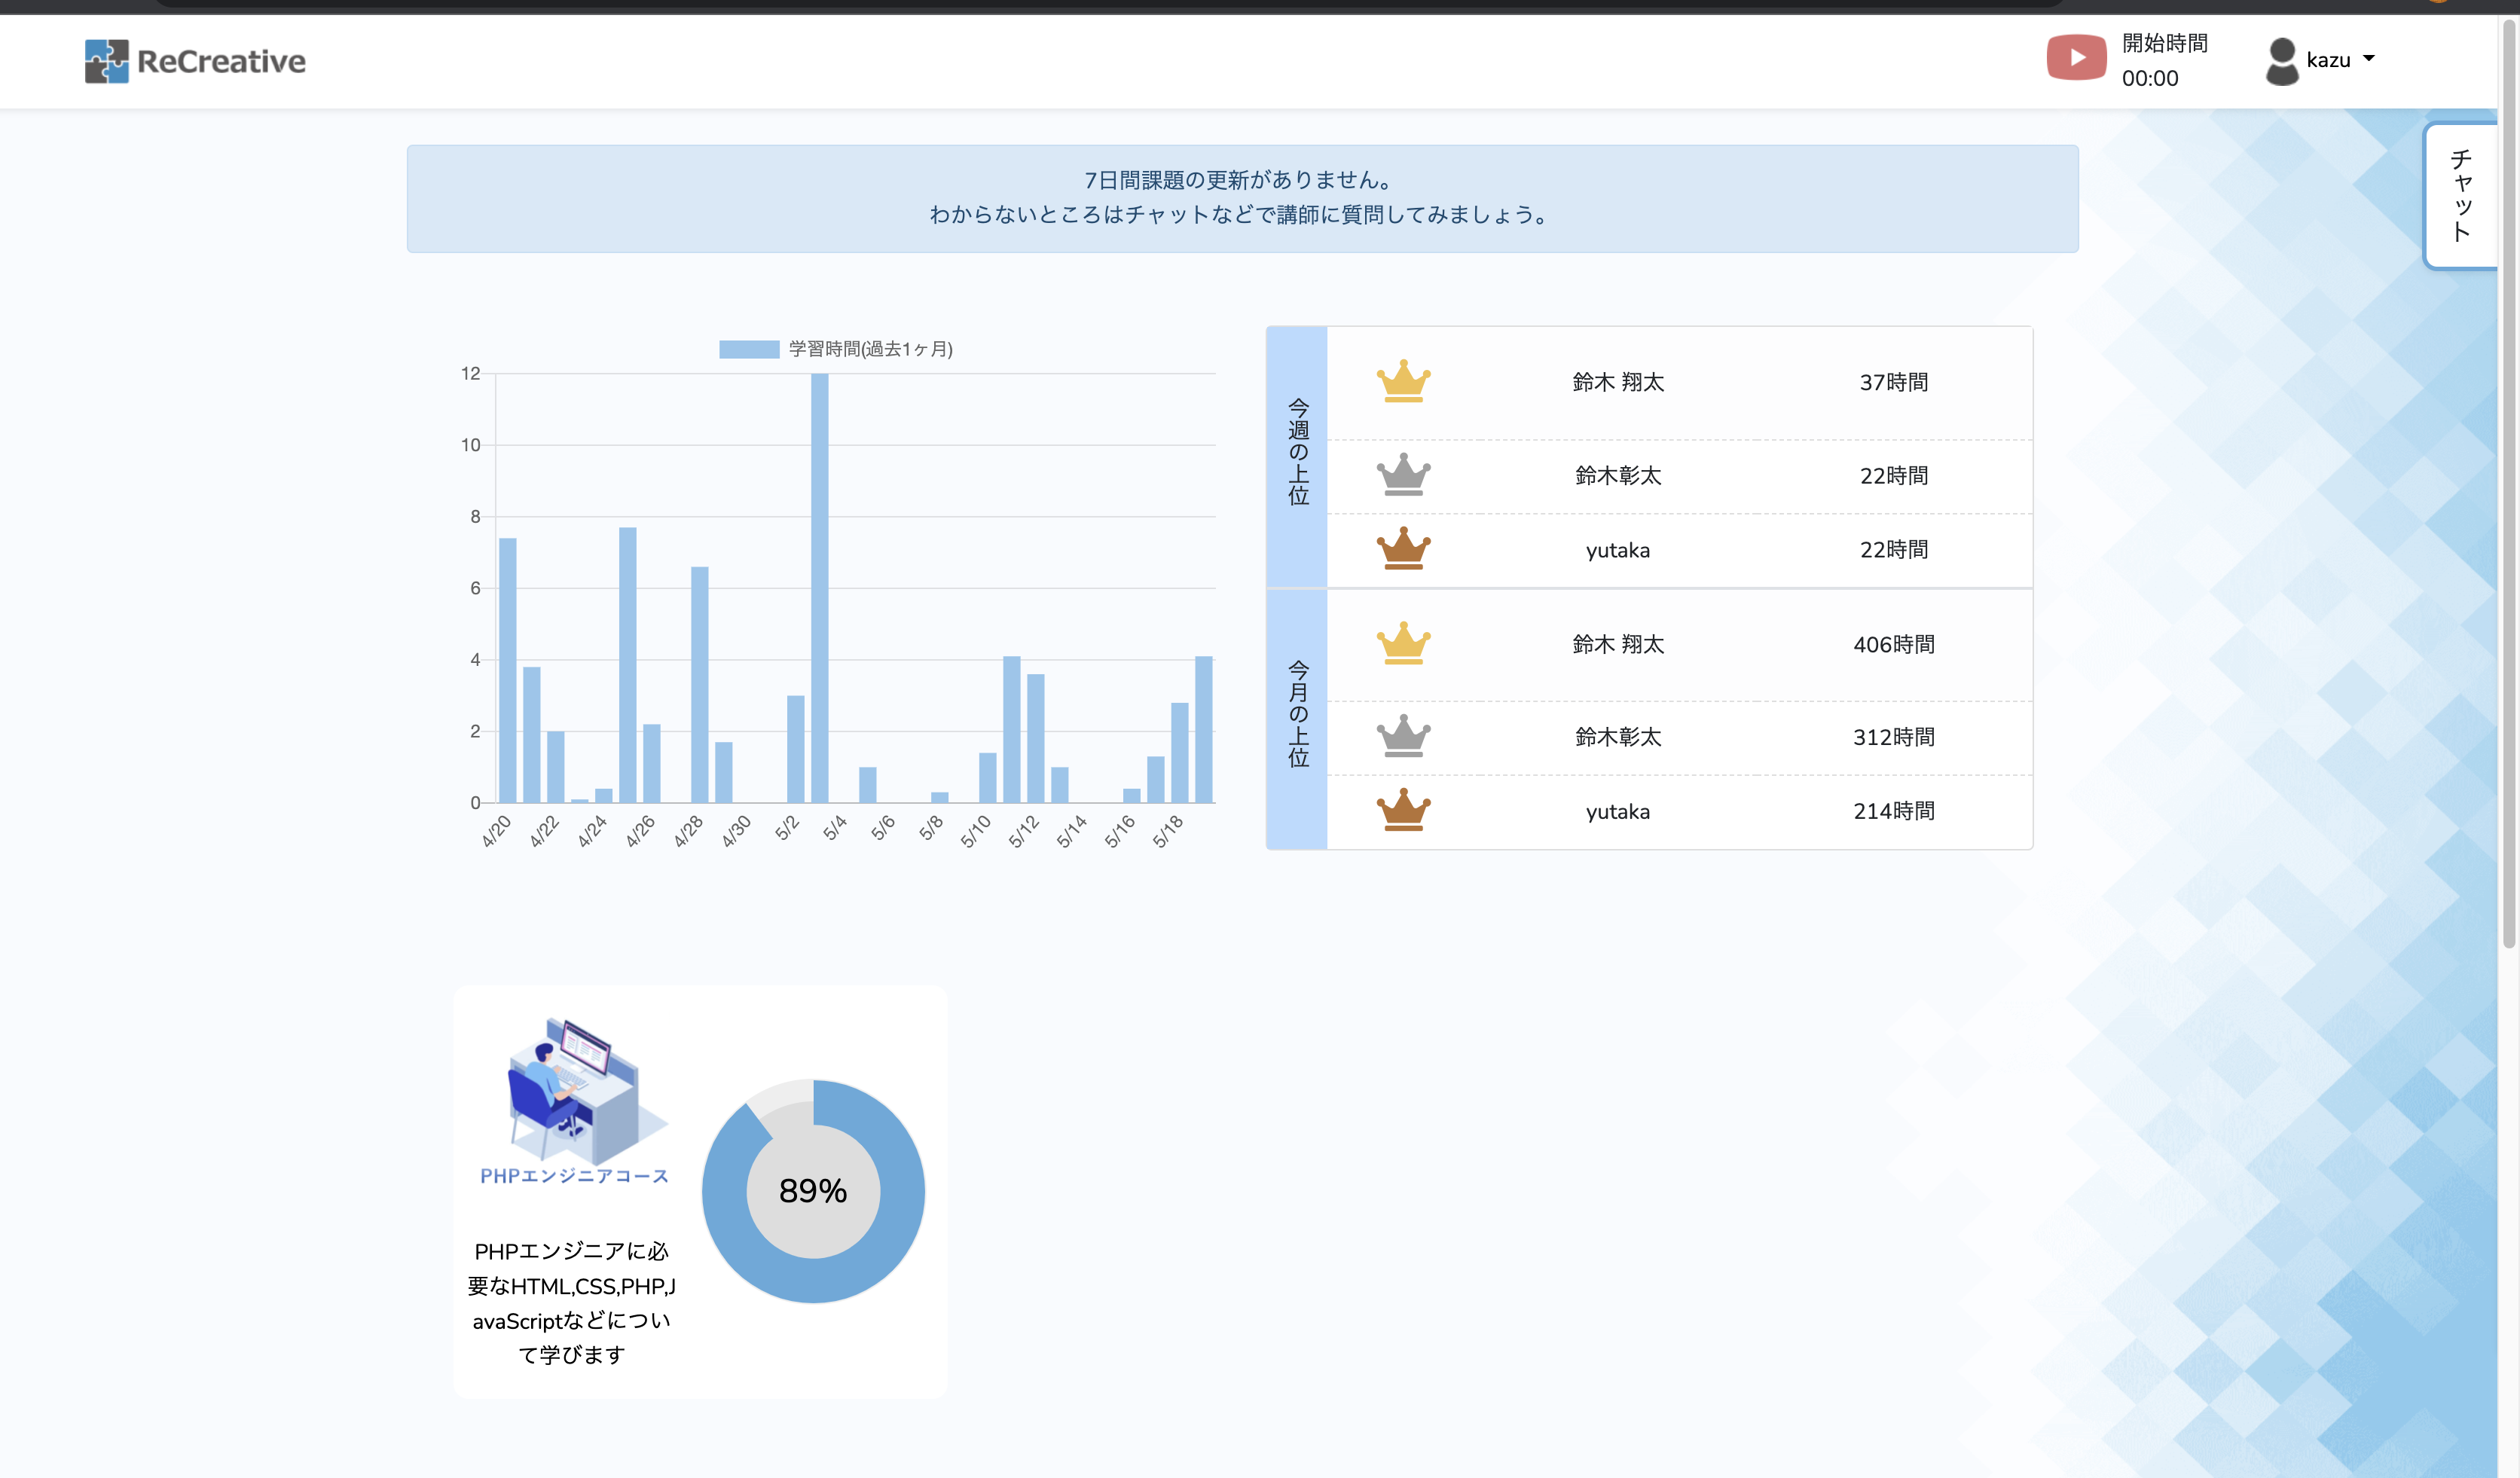 ReCreative
開始時間
00:00
kazu
チャット
7日間課題の更新がありません。
わからないところはチャットなどで講師に質問してみましょう。
学習時間(過去1ヶ月)
12
10
8
6
4
2
0
4/20
4/22
4/24
4/26
4/28
4/30
5/2
5/4
5/6
5/8
5/10
5/12
5/14
5/16
5/18
今週の上位
鈴木 翔太 37時間
鈴木彰太 22時間
yutaka 22時間
今月の上位
鈴木 翔太 406時間
鈴木彰太 312時間
yutaka 214時間
PHPエンジニアコース
89%
PHPエンジニアに必
要なHTML,CSS,PHP,J
avaScriptなどについ
て学びます